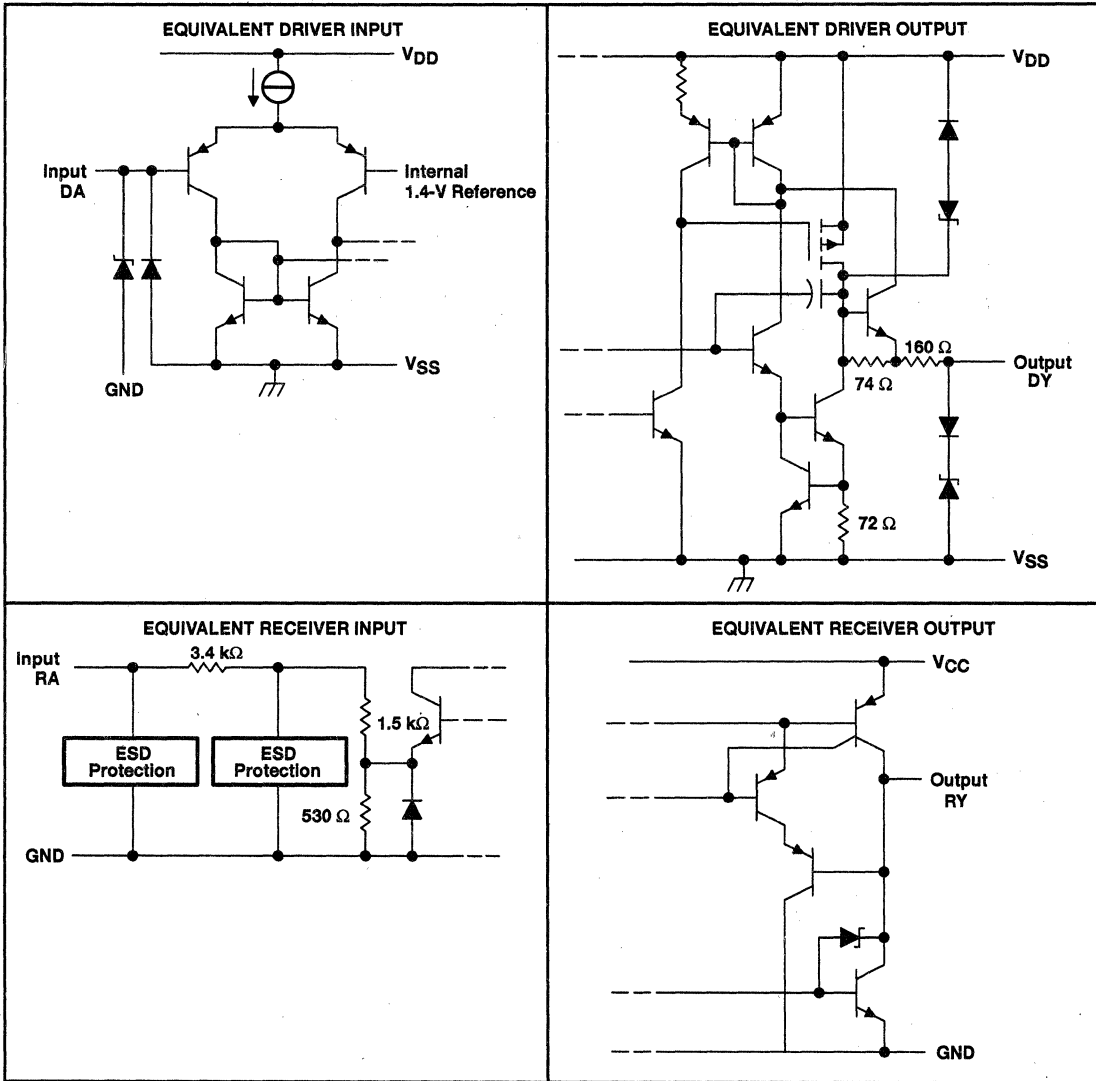 EQUIVALENT DRIVER INPUT
VDD
Input
DA
Internal
1.4-V Reference
VSS
GND
EQUIVALENT DRIVER OUTPUT
VDD
160 Ω
74 Ω
Output
DY
72 Ω
VSS
EQUIVALENT RECEIVER INPUT
Input
RA
3.4 kΩ
1.5 kΩ
ESD
Protection
ESD
Protection
530 Ω
GND
EQUIVALENT RECEIVER OUTPUT
VCC
Output
RY
GND